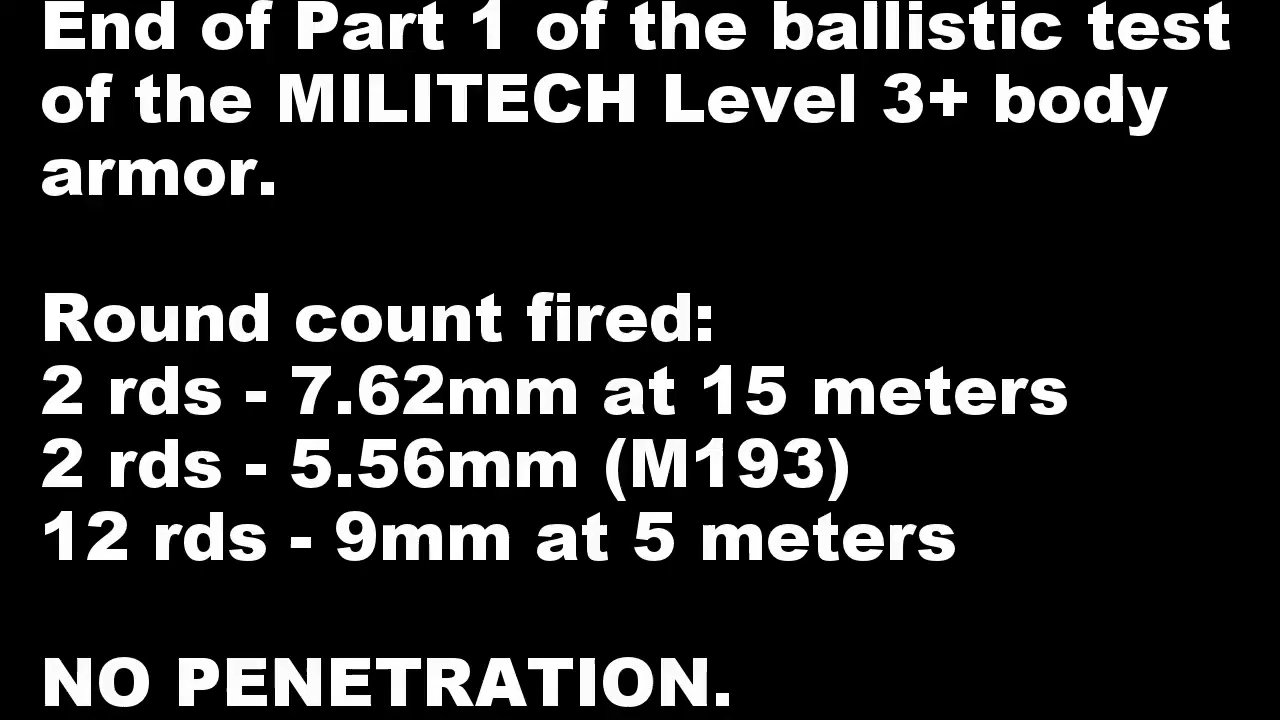 End of Part 1 of the ballistic test
of the MILITECH Level 3+ body
armor.
Round count fired:
2 rds - 7.62mm at 15 meters
2 rds - 5.56mm (M193)
12 rds - 9mm at 5 meters
NO PENETRATION.